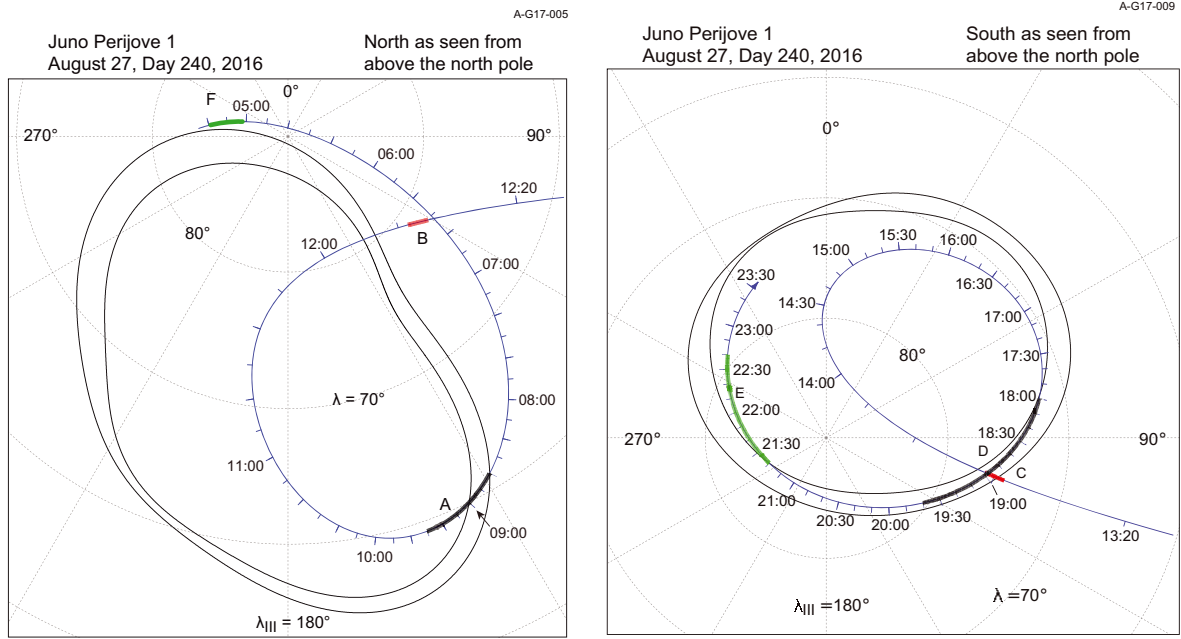 A-G17-005
Juno Perijove 1
August 27, Day 240, 2016
North as seen from
above the north pole
F
05:00
0°
270°
90°
06:00
12:20
80°
12:00
B
07:00
λ = 70°
08:00
11:00
A
09:00
10:00
λIII = 180°
A-G17-009
Juno Perijove 1
August 27, Day 240, 2016
South as seen from
above the north pole
0°
15:00
15:30
16:00
23:30
16:30
14:30
17:00
23:00
80°
17:30
22:30
14:00
E
18:00
22:00
18:30
270°
21:30
90°
D
C
21:00
19:00
20:30
20:00
19:30
13:20
λIII =180°
λ =70°